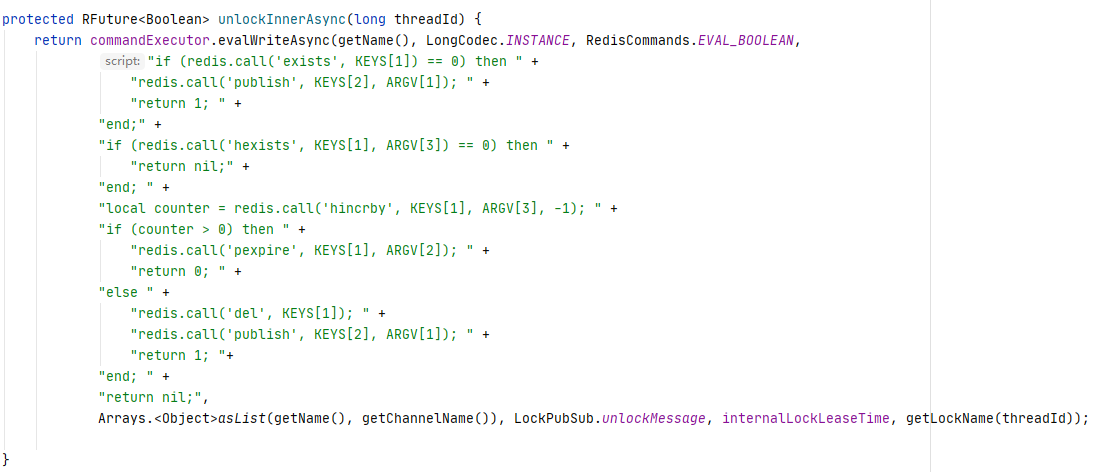 protected RFuture<Boolean> unlockInnerAsync(long threadId) {
    return commandExecutor.evalWriteAsync(getName(), LongCodec.INSTANCE, RedisCommands.EVAL_BOOLEAN,
            script: "if (redis.call('exists', KEYS[1]) == 0) then " +
                "redis.call('publish', KEYS[2], ARGV[1]); " +
                "return 1; " +
            "end;" +
            "if (redis.call('hexists', KEYS[1], ARGV[3]) == 0) then " +
                "return nil;" +
            "end; " +
            "local counter = redis.call('hincrby', KEYS[1], ARGV[3], -1); " +
            "if (counter > 0) then " +
                "redis.call('pexpire', KEYS[1], ARGV[2]); " +
                "return 0; " +
            "else " +
                "redis.call('del', KEYS[1]); " +
                "redis.call('publish', KEYS[2], ARGV[1]); " +
                "return 1; "+
            "end; " +
            "return nil;",
            Arrays.<Object>asList(getName(), getChannelName()), LockPubSub.unlockMessage, internalLockLeaseTime, getLockName(threadId));
}